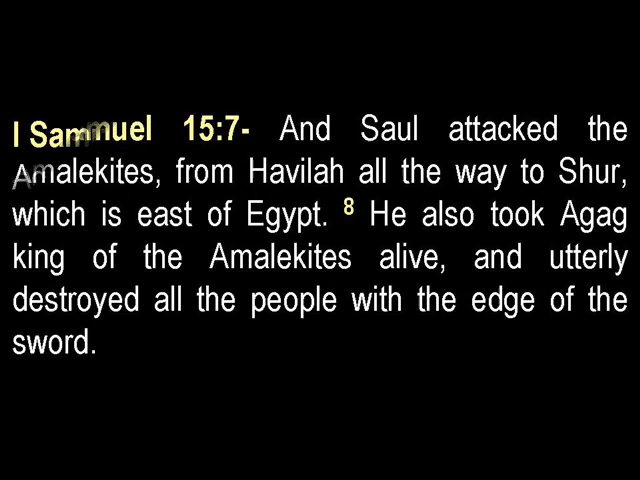 I Samuel 15:7- And Saul attacked the
Amalekites, from Havilah all the way to Shur,
which is east of Egypt. 8 He also took Agag
king of the Amalekites alive, and utterly
destroyed all the people with the edge of the
sword.